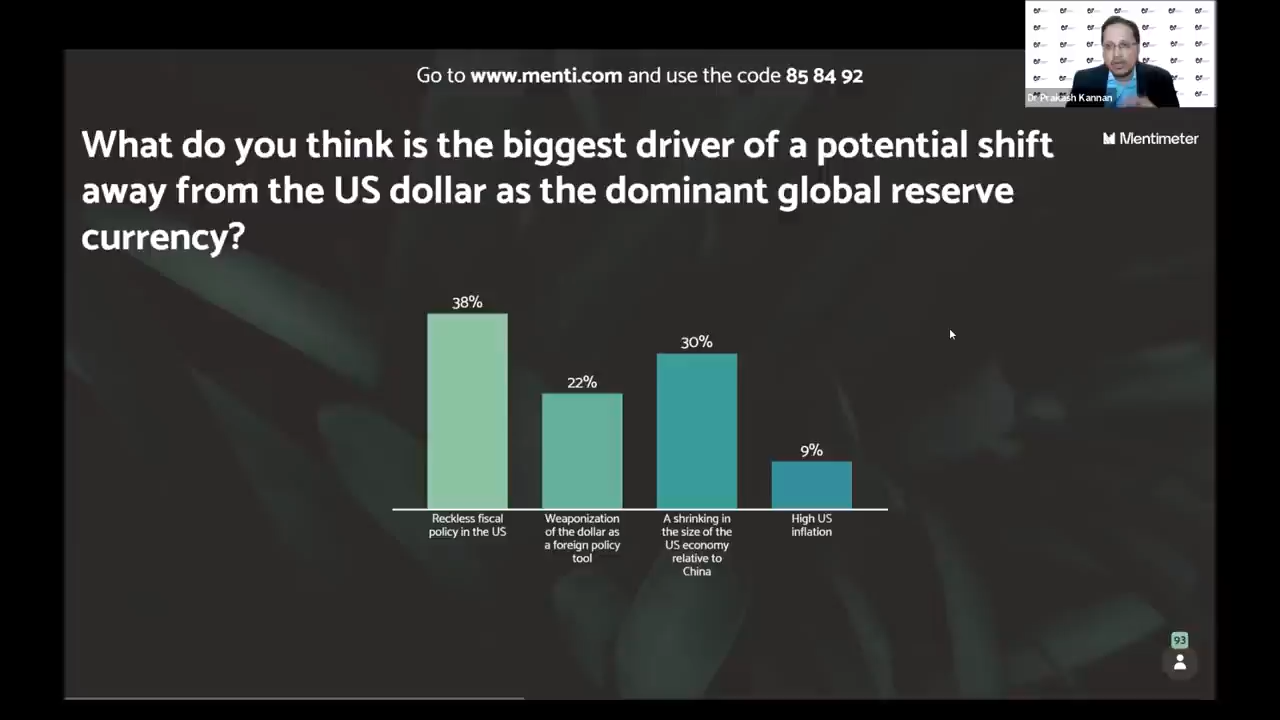 Go to www.menti.com and use the code 85 84 92
Dr Prakash Kannan
Mentimeter
What do you think is the biggest driver of a potential shift
away from the US dollar as the dominant global reserve
currency?
38%
22%
30%
9%
Reckless fiscal
policy in the US
Weaponization
of the dollar as
a foreign policy
tool
A shrinking in
the size of the
US economy
relative to
China
High US
inflation
93